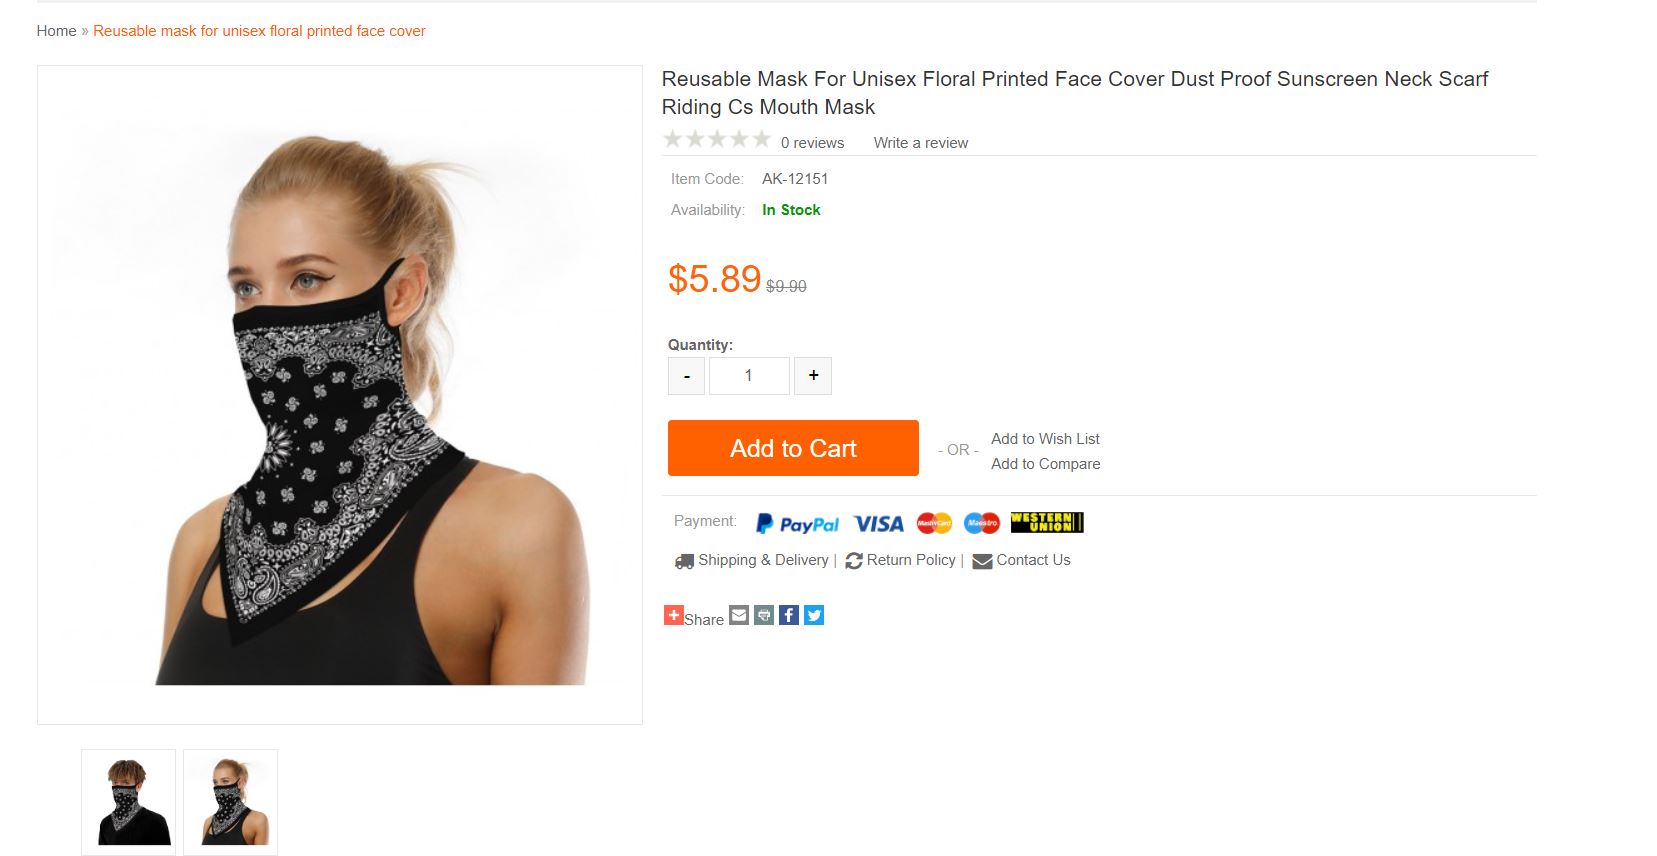 Home » Reusable mask for unisex floral printed face cover
Reusable Mask For Unisex Floral Printed Face Cover Dust Proof Sunscreen Neck Scarf
Riding Cs Mouth Mask
0 reviews Write a review
Item Code: AK-12151
Availability: In Stock
$5.89 $9.90
Quantity:
- 1 +
Add to Cart
- OR -
Add to Wish List
Add to Compare
Payment: PayPal VISA MasterCard Maestro WESTERN UNION
Shipping & Delivery | Return Policy | Contact Us
Share